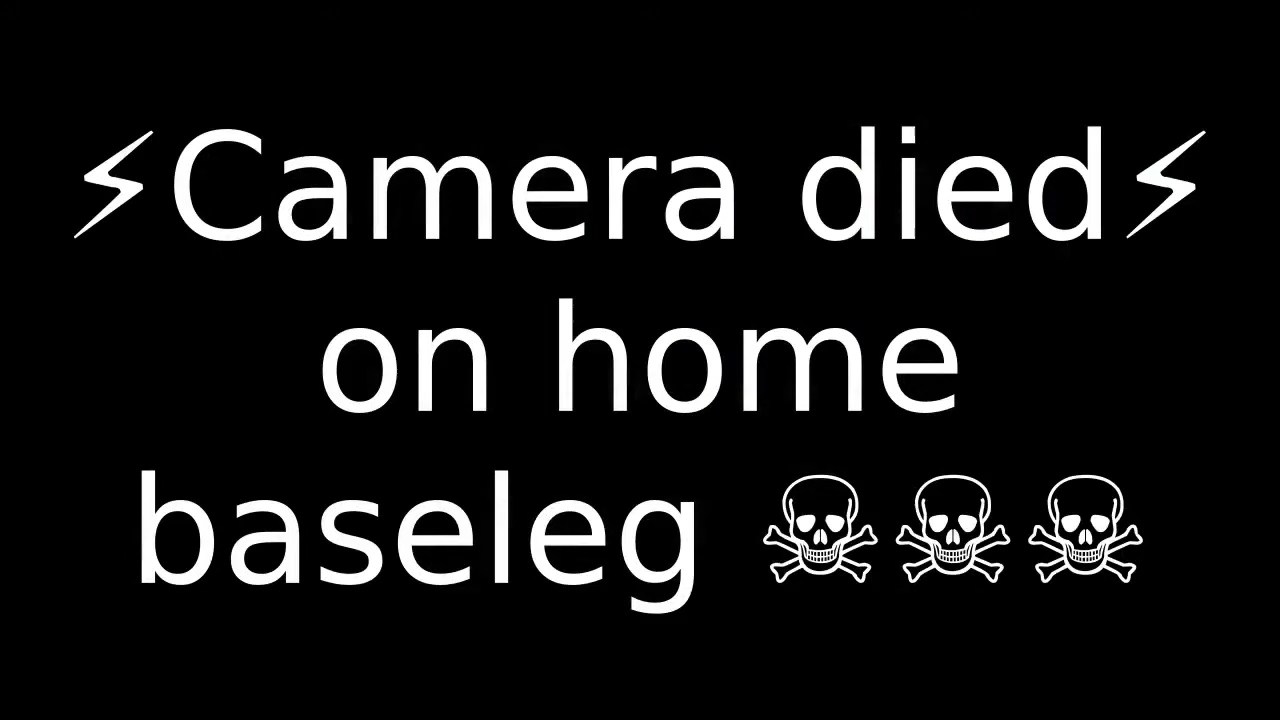 ⚡Camera died⚡
on home
baseleg ☠☠☠